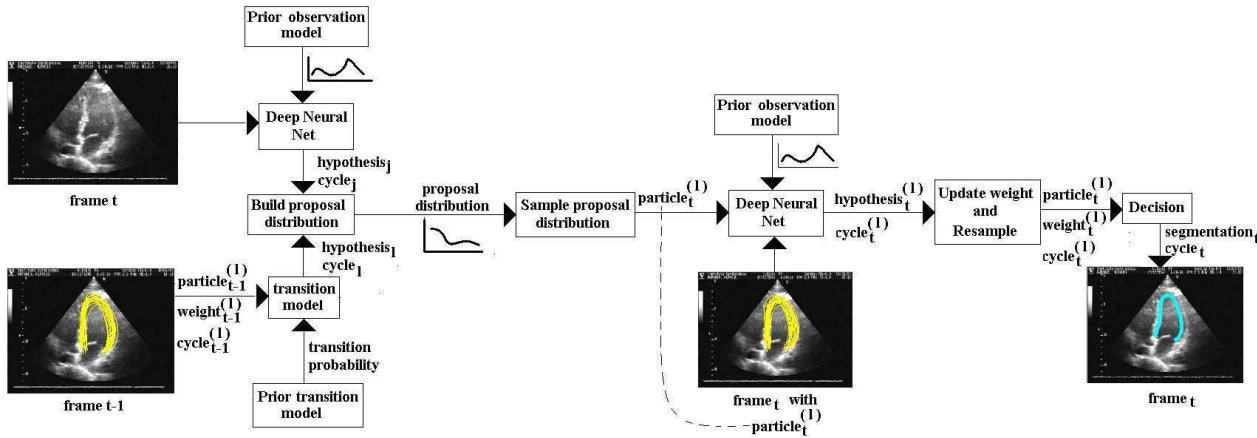 Prior observation
model
Deep Neural
Net
frame t
hypothesis j
cycle j
Build proposal
distribution
hypothesis l
cycle l
transition
model
particle (1) t-1
weight (1) t-1
cycle (1) t-1
frame t-1
transition
probability
Prior transition
model
proposal
distribution
Sample proposal
distribution
particle (1) t
Prior observation
model
Deep Neural
Net
frame t with
particle (1) t
hypothesis (1) t
cycle (1) t
Update weight
and
Resample
particle (1) t
weight (1) t
cycle (1) t
Decision
segmentation t
cycle t
frame t